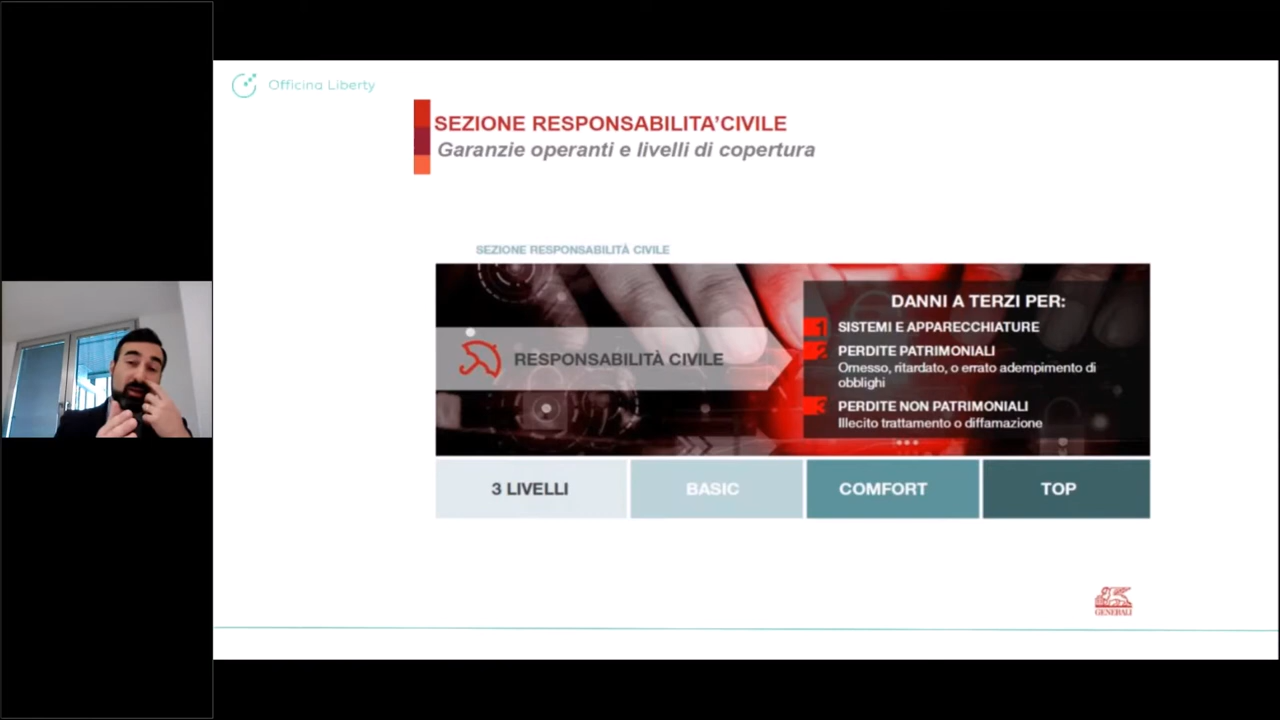 Officina Liberty
SEZIONE RESPONSABILITA'CIVILE
Garanzie operanti e livelli di copertura
SEZIONE RESPONSABILITÀ CIVILE
RESPONSABILITÀ CIVILE
DANNI A TERZI PER:
1 SISTEMI E APPARECCHIATURE
2 PERDITE PATRIMONIALI
Omesso, ritardato, o errato adempimento di
obblighi
3 PERDITE NON PATRIMONIALI
Illecito trattamento o diffamazione
3 LIVELLI
BASIC
COMFORT
TOP
GENERALI